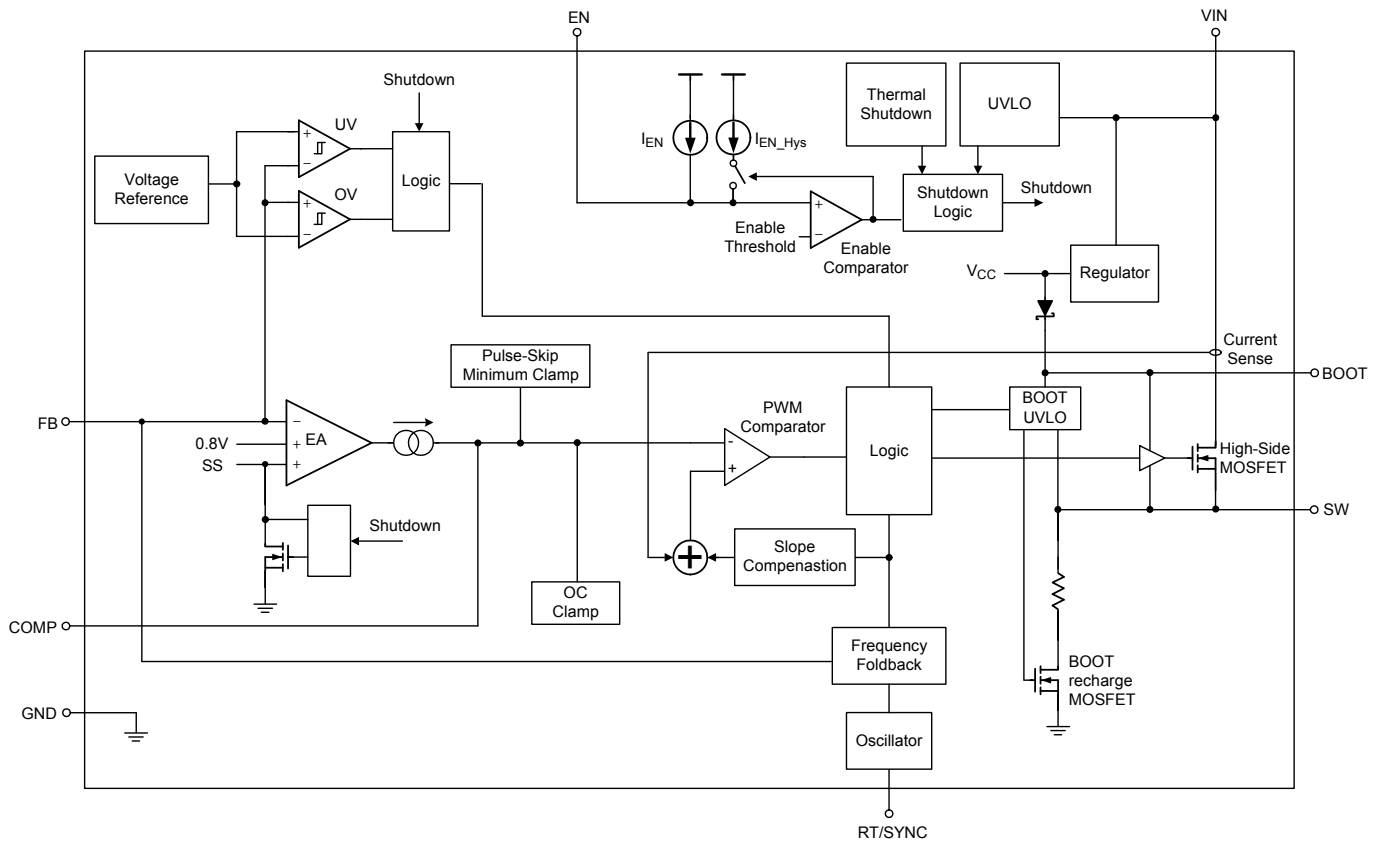 EN
VIN
Shutdown
UV
Thermal
Shutdown
UVLO
I_EN
I_EN_Hys
Voltage
Reference
Logic
OV
Shutdown
Logic
Shutdown
+
−
+
−
Enable
Threshold
+
−
Enable
Comparator
V_CC
Regulator
Current
Sense
BOOT
Pulse-Skip
Minimum Clamp
BOOT
UVLO
PWM
Comparator
FB
−
0.8V
+
EA
SS
+
-
+
Logic
High-Side
MOSFET
SW
Shutdown
Slope
Compenastion
OC
Clamp
COMP
Frequency
Foldback
BOOT
recharge
MOSFET
GND
Oscillator
RT/SYNC